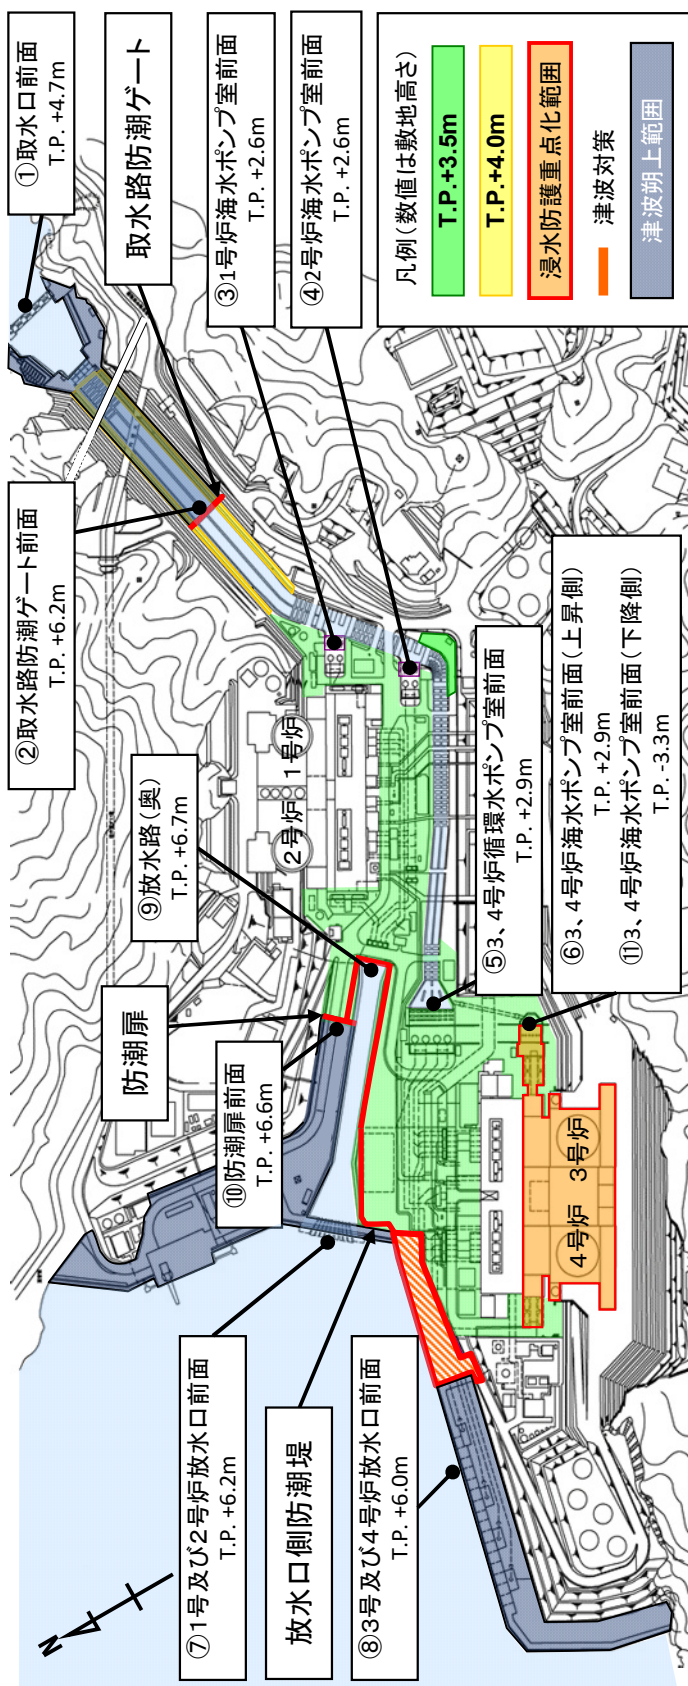 ①取水口前面
T.P. +4.7m
取水路防潮ゲート
③1号炉海水ポンプ室前面
T.P. +2.6m
④2号炉海水ポンプ室前面
T.P. +2.6m
凡例(数値は敷地高さ)
T.P.+3.5m
T.P.+4.0m
浸水防護重点化範囲
津波対策
津波朔上範囲
②取水路防潮ゲート前面
T.P. +6.2m
⑨放水路(奥)
T.P. +6.7m
2号炉
1号炉
⑤3、4号炉循環水ポンプ室前面
T.P. +2.9m
⑥3、4号炉海水ポンプ室前面(上昇側)
T.P. +2.9m
⑪3、4号炉海水ポンプ室前面(下降側)
T.P. -3.3m
防潮扉
⑩防潮扉前面
T.P. +6.6m
4号炉
3号炉
⑦1号及び2号炉放水口前面
T.P. +6.2m
放水口側防潮堤
⑧3号及び4号炉放水口前面
T.P. +6.0m
N